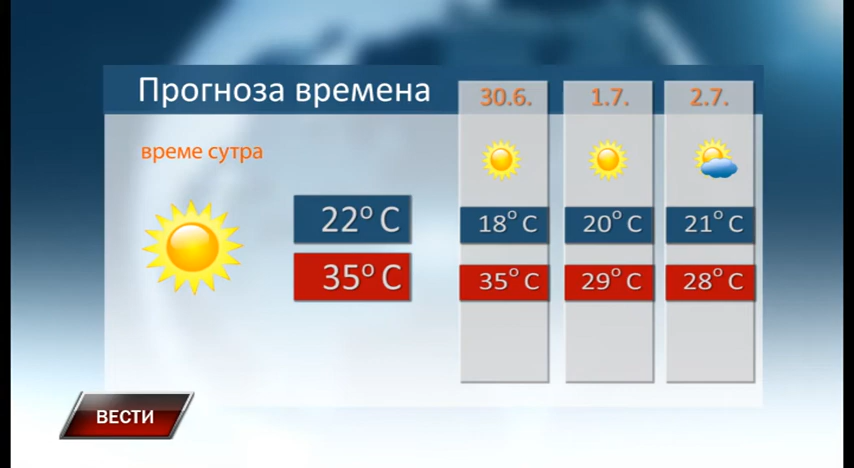 Прогноза времена
30.6.
1.7.
2.7.
време сутра
22° C
18° C
20° C
21° C
35° C
35° C
29° C
28° C
ВЕСТИ